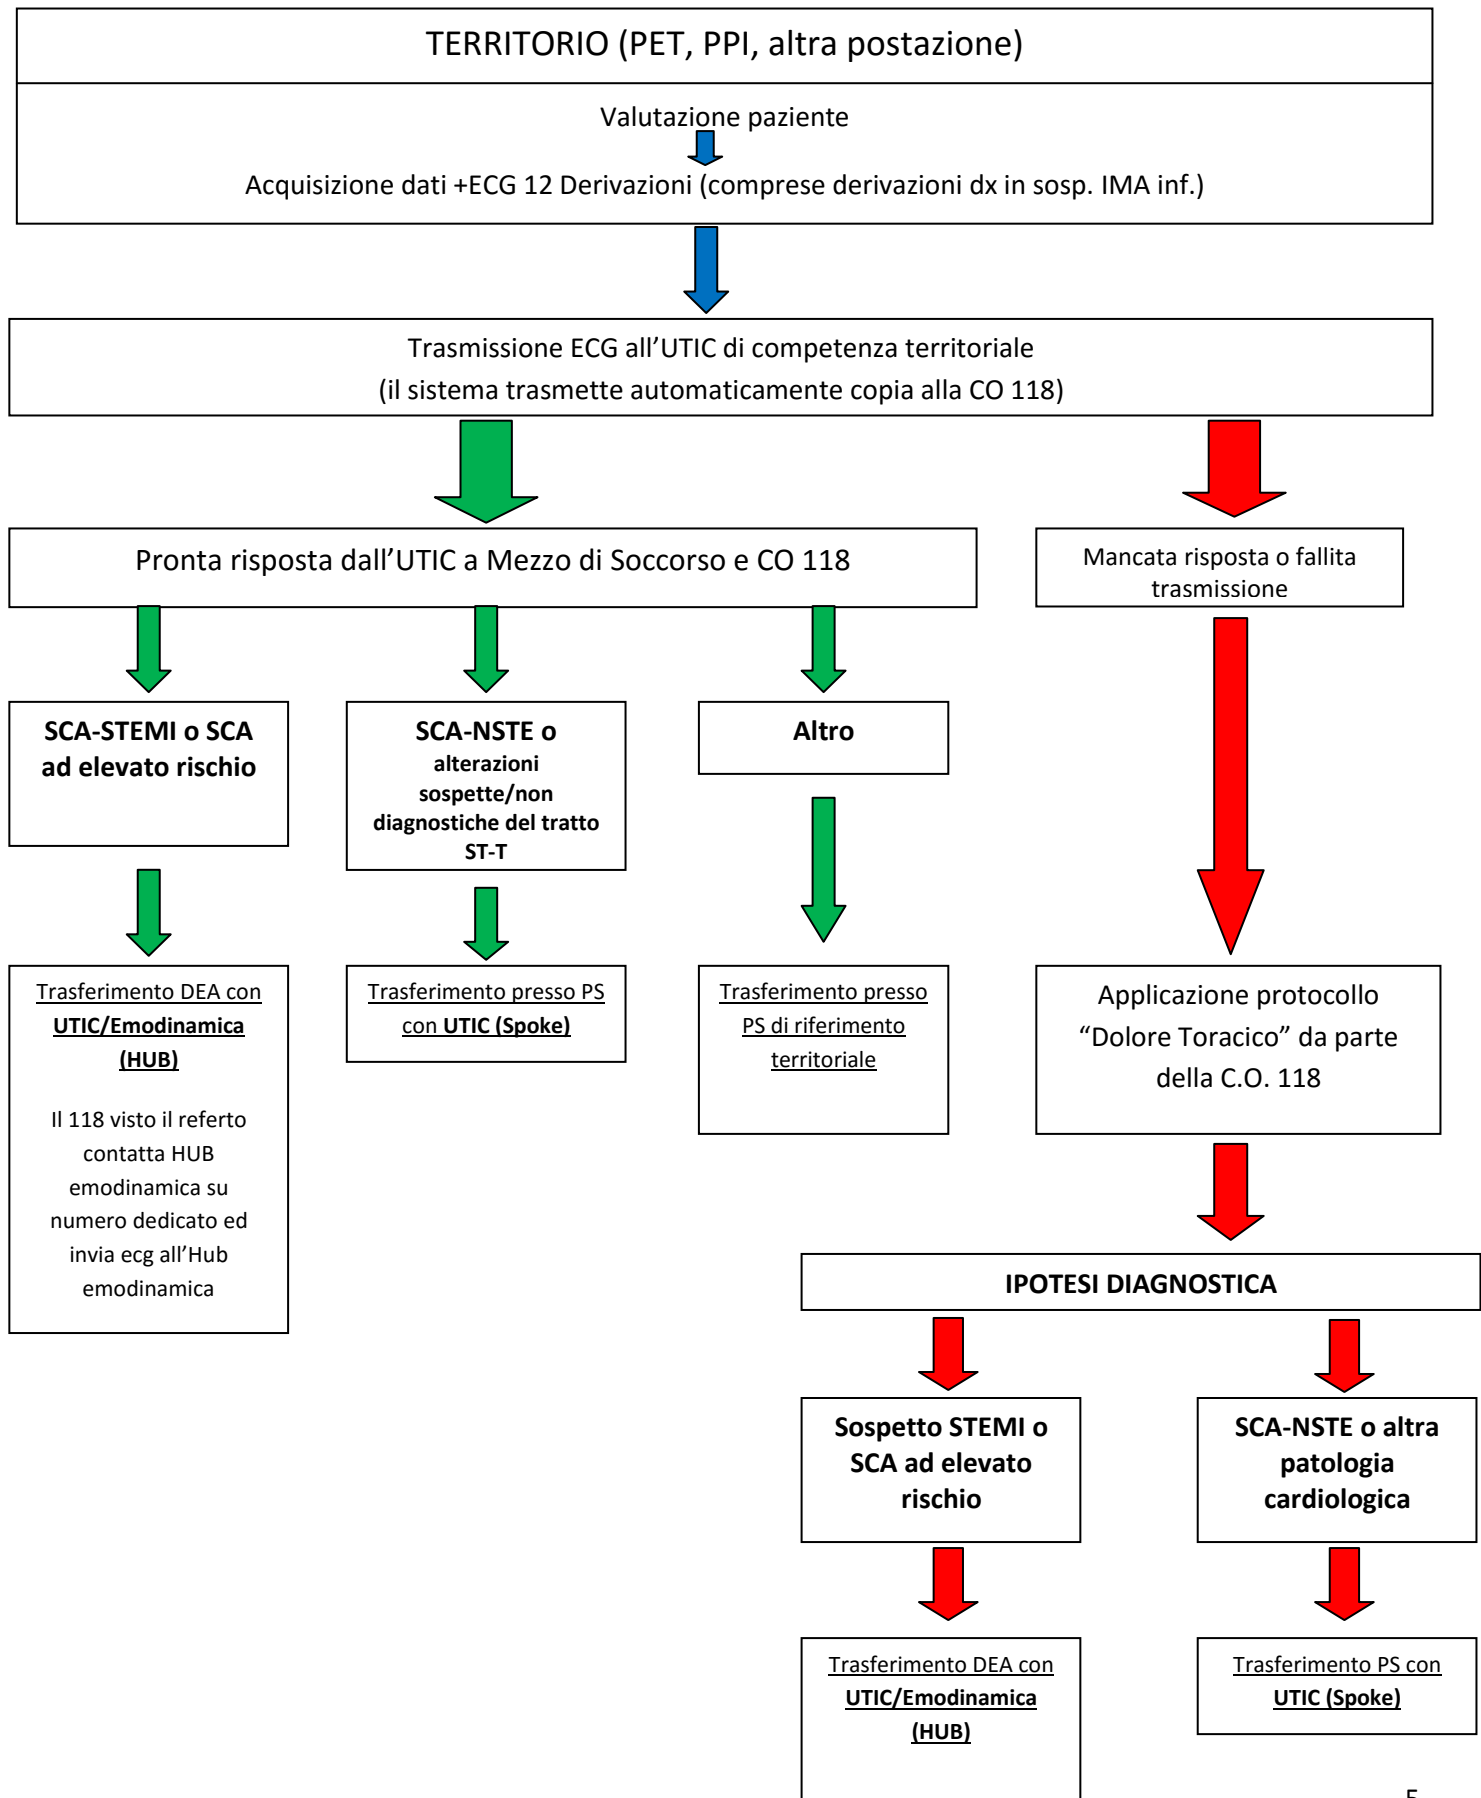 TERRITORIO (PET, PPI, altra postazione)
Valutazione paziente
Acquisizione dati +ECG 12 Derivazioni (comprese derivazioni dx in sosp. IMA inf.)
Trasmissione ECG all’UTIC di competenza territoriale
(il sistema trasmette automaticamente copia alla CO 118)
Pronta risposta dall’UTIC a Mezzo di Soccorso e CO 118
Mancata risposta o fallita
trasmissione
SCA-STEMI o SCA
ad elevato rischio
SCA-NSTE o
alterazioni
sospette/non
diagnostiche del tratto
ST-T
Altro
Trasferimento DEA con
UTIC/Emodinamica
(HUB)
Il 118 visto il referto
contatta HUB
emodinamica su
numero dedicato ed
invia ecg all’Hub
emodinamica
Trasferimento presso PS
con UTIC (Spoke)
Trasferimento presso
PS di riferimento
territoriale
Applicazione protocollo
“Dolore Toracico” da parte
della C.O. 118
IPOTESI DIAGNOSTICA
Sospetto STEMI o
SCA ad elevato
rischio
SCA-NSTE o altra
patologia
cardiologica
Trasferimento DEA con
UTIC/Emodinamica
(HUB)
Trasferimento PS con
UTIC (Spoke)